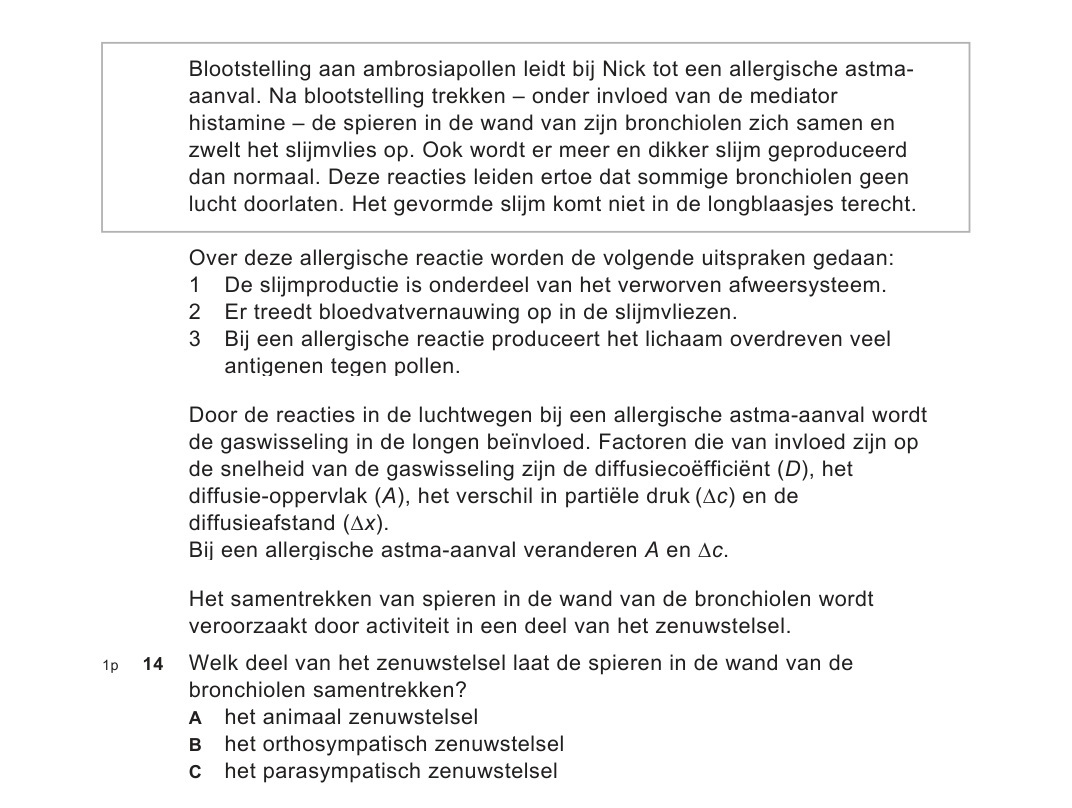 Blootstelling aan ambrosiapollen leidt bij Nick tot een allergische astma-
aanval. Na blootstelling trekken – onder invloed van de mediator
histamine – de spieren in de wand van zijn bronchiolen zich samen en
zwelt het slijmvlies op. Ook wordt er meer en dikker slijm geproduceerd
dan normaal. Deze reacties leiden ertoe dat sommige bronchiolen geen
lucht doorlaten. Het gevormde slijm komt niet in de longblaasjes terecht.
Over deze allergische reactie worden de volgende uitspraken gedaan:
1 De slijmproductie is onderdeel van het verworven afweersysteem.
2 Er treedt bloedvatvernauwing op in de slijmvliezen.
3 Bij een allergische reactie produceert het lichaam overdreven veel
antigenen tegen pollen.
Door de reacties in de luchtwegen bij een allergische astma-aanval wordt
de gaswisseling in de longen beïnvloed. Factoren die van invloed zijn op
de snelheid van de gaswisseling zijn de diffusiecoëfficiënt (D), het
diffusie-oppervlak (A), het verschil in partiële druk (Δc) en de
diffusieafstand (Δx).
Bij een allergische astma-aanval veranderen A en Δc.
Het samentrekken van spieren in de wand van de bronchiolen wordt
veroorzaakt door activiteit in een deel van het zenuwstelsel.
1p 14 Welk deel van het zenuwstelsel laat de spieren in de wand van de
bronchiolen samentrekken?
A het animaal zenuwstelsel
B het orthosympatisch zenuwstelsel
C het parasympatisch zenuwstelsel